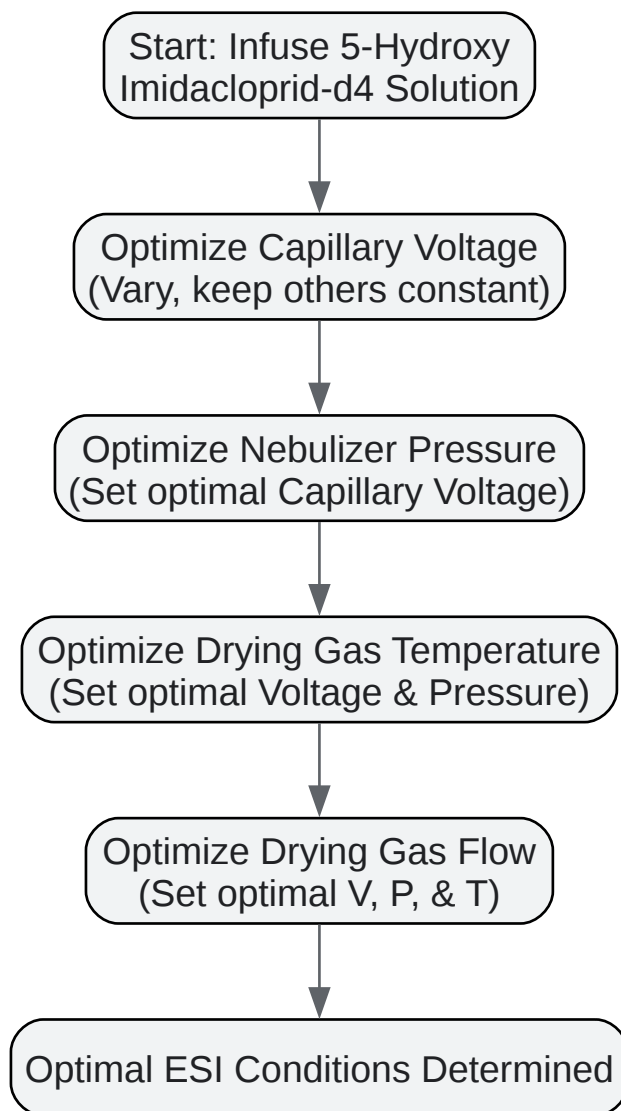 Start: Infuse 5-Hydroxy
Imidacloprid-d4 Solution
Optimize Capillary Voltage
(Vary, keep others constant)
Optimize Nebulizer Pressure
(Set optimal Capillary Voltage)
Optimize Drying Gas Temperature
(Set optimal Voltage & Pressure)
Optimize Drying Gas Flow
(Set optimal V, P, & T)
Optimal ESI Conditions Determined